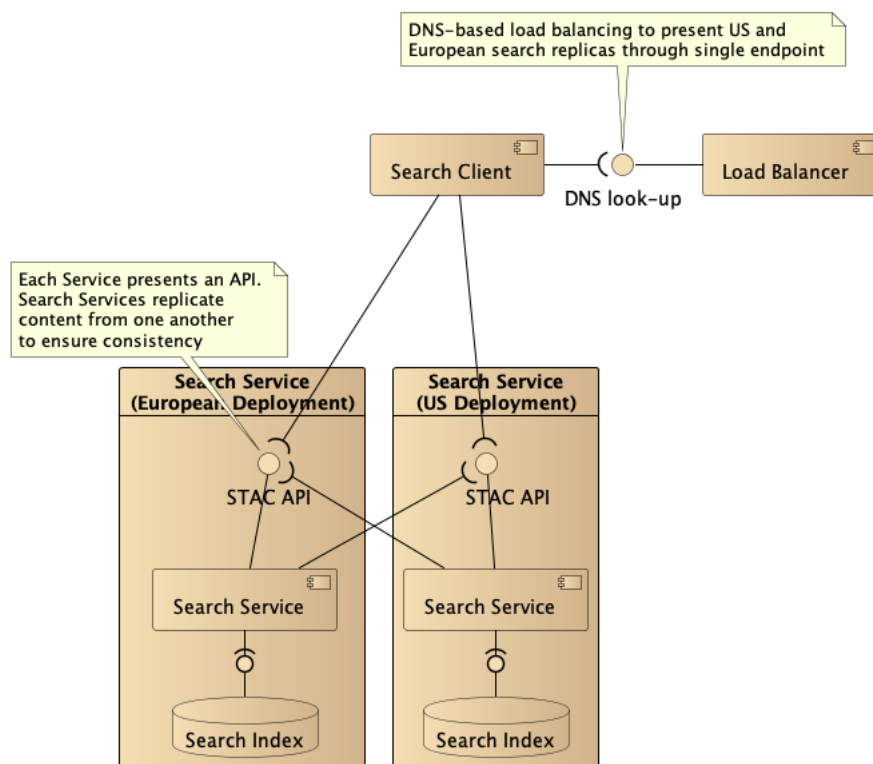 DNS-based load balancing to present US and
European search replicas through single endpoint
Search Client
Load Balancer
DNS look-up
Each Service presents an API.
Search Services replicate
content from one another
to ensure consistency
Search Service
(European Deployment)
Search Service
(US Deployment)
STAC API
STAC API
Search Service
Search Service
Search Index
Search Index